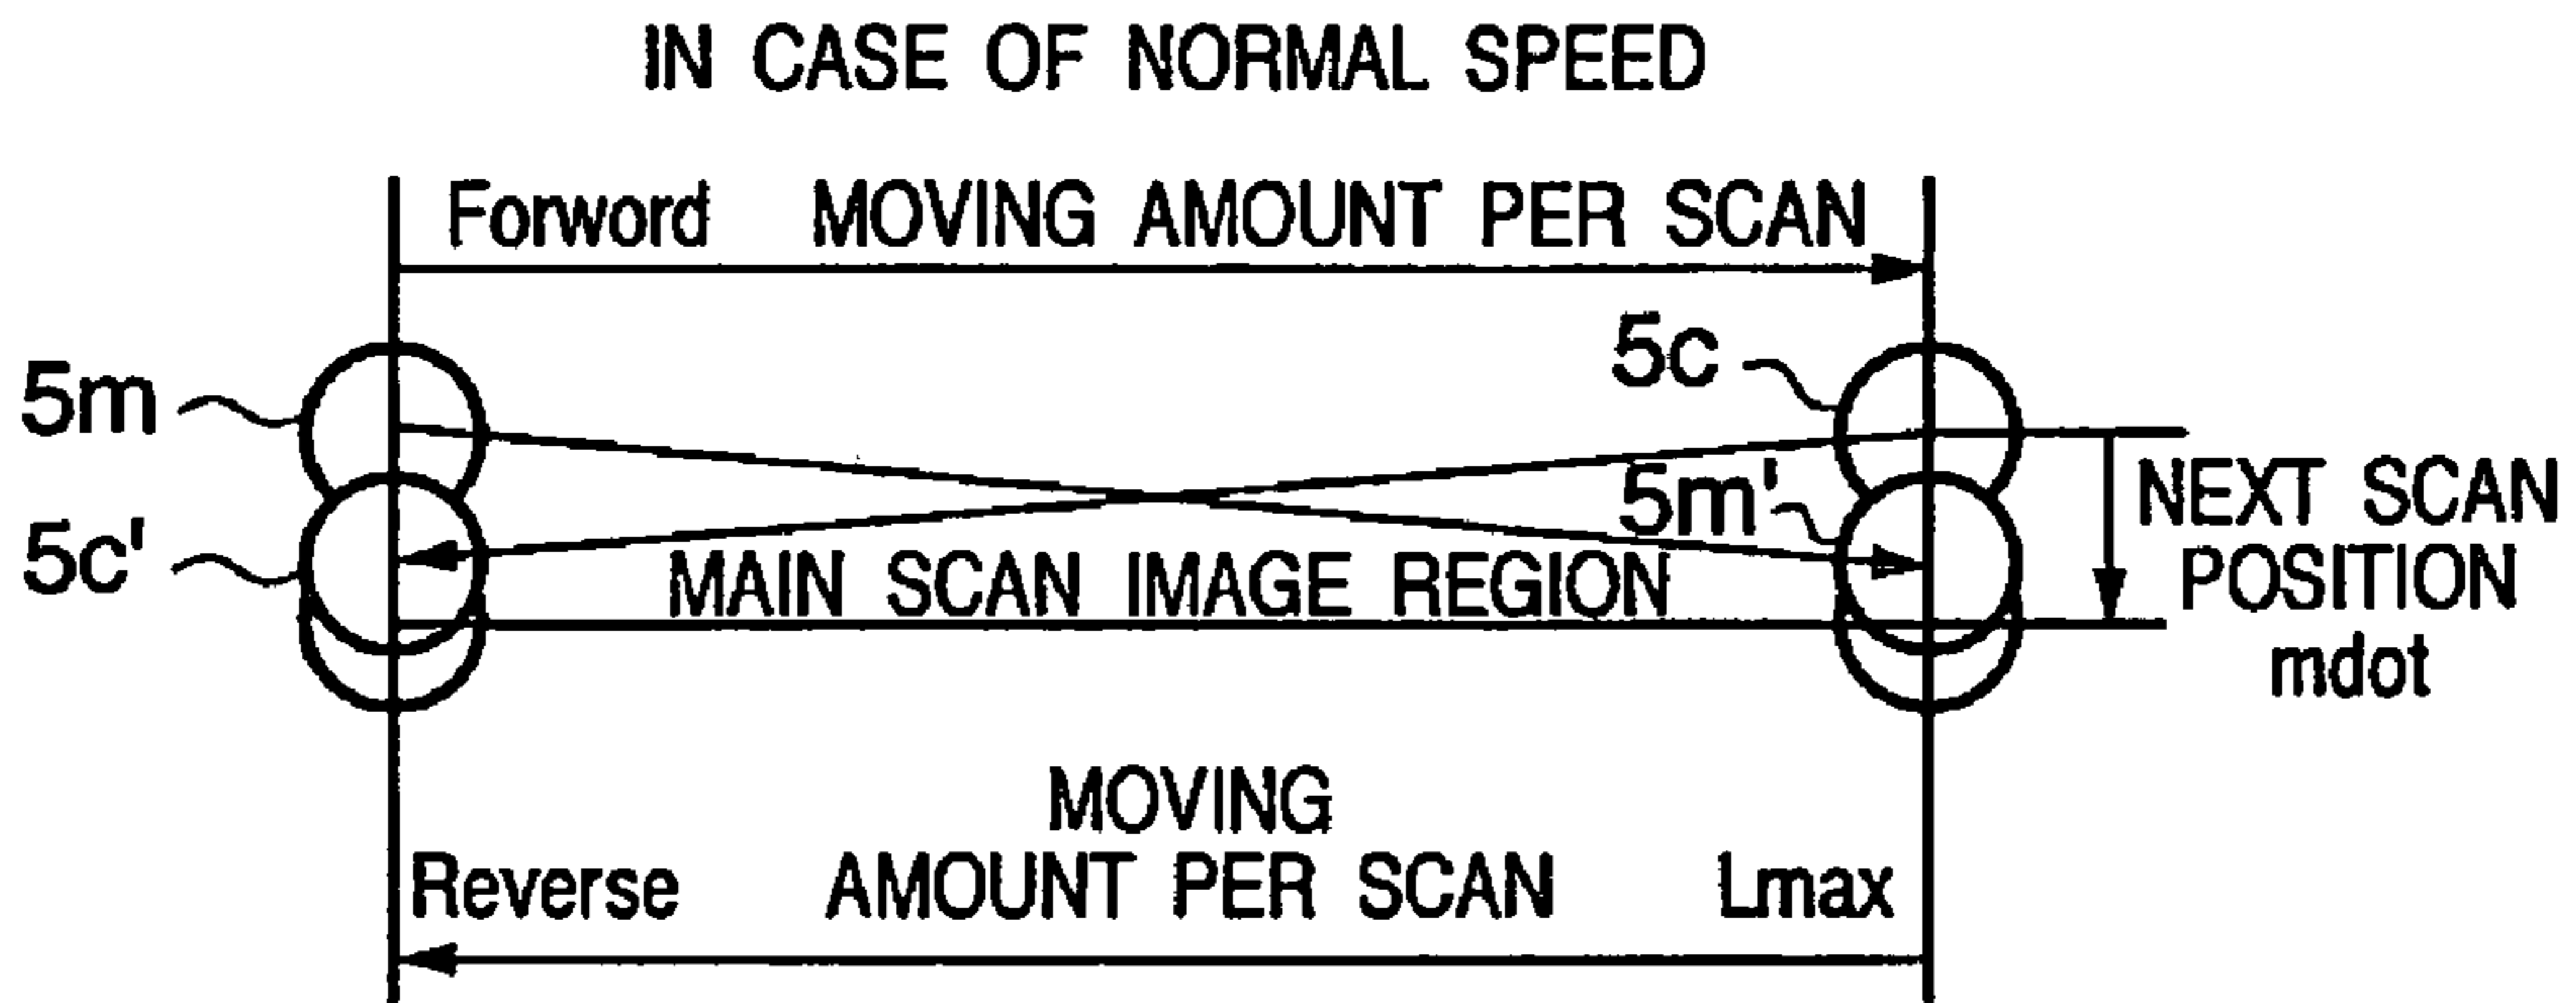 IN CASE OF NORMAL SPEED
Forword MOVING AMOUNT PER SCAN
5m
5c
5c'
5m'
NEXT SCAN
POSITION
mdot
MAIN SCAN IMAGE REGION
MOVING
Reverse AMOUNT PER SCAN Lmax